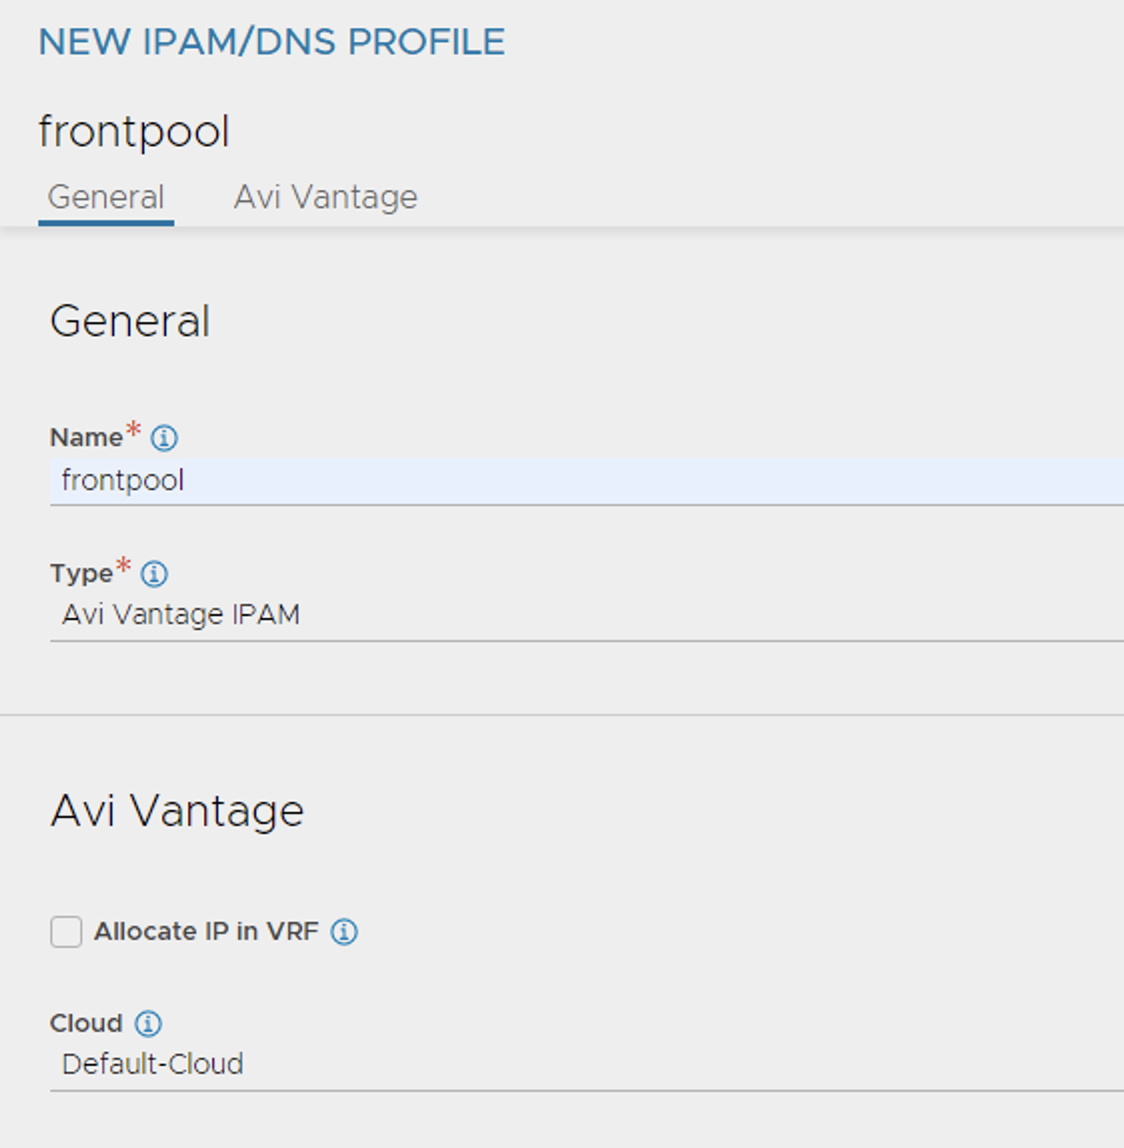 NEW IPAM/DNS PROFILE
frontpool
General Avi Vantage
General
Name*
frontpool
Type*
Avi Vantage IPAM
Avi Vantage
Allocate IP in VRF
Cloud
Default-Cloud